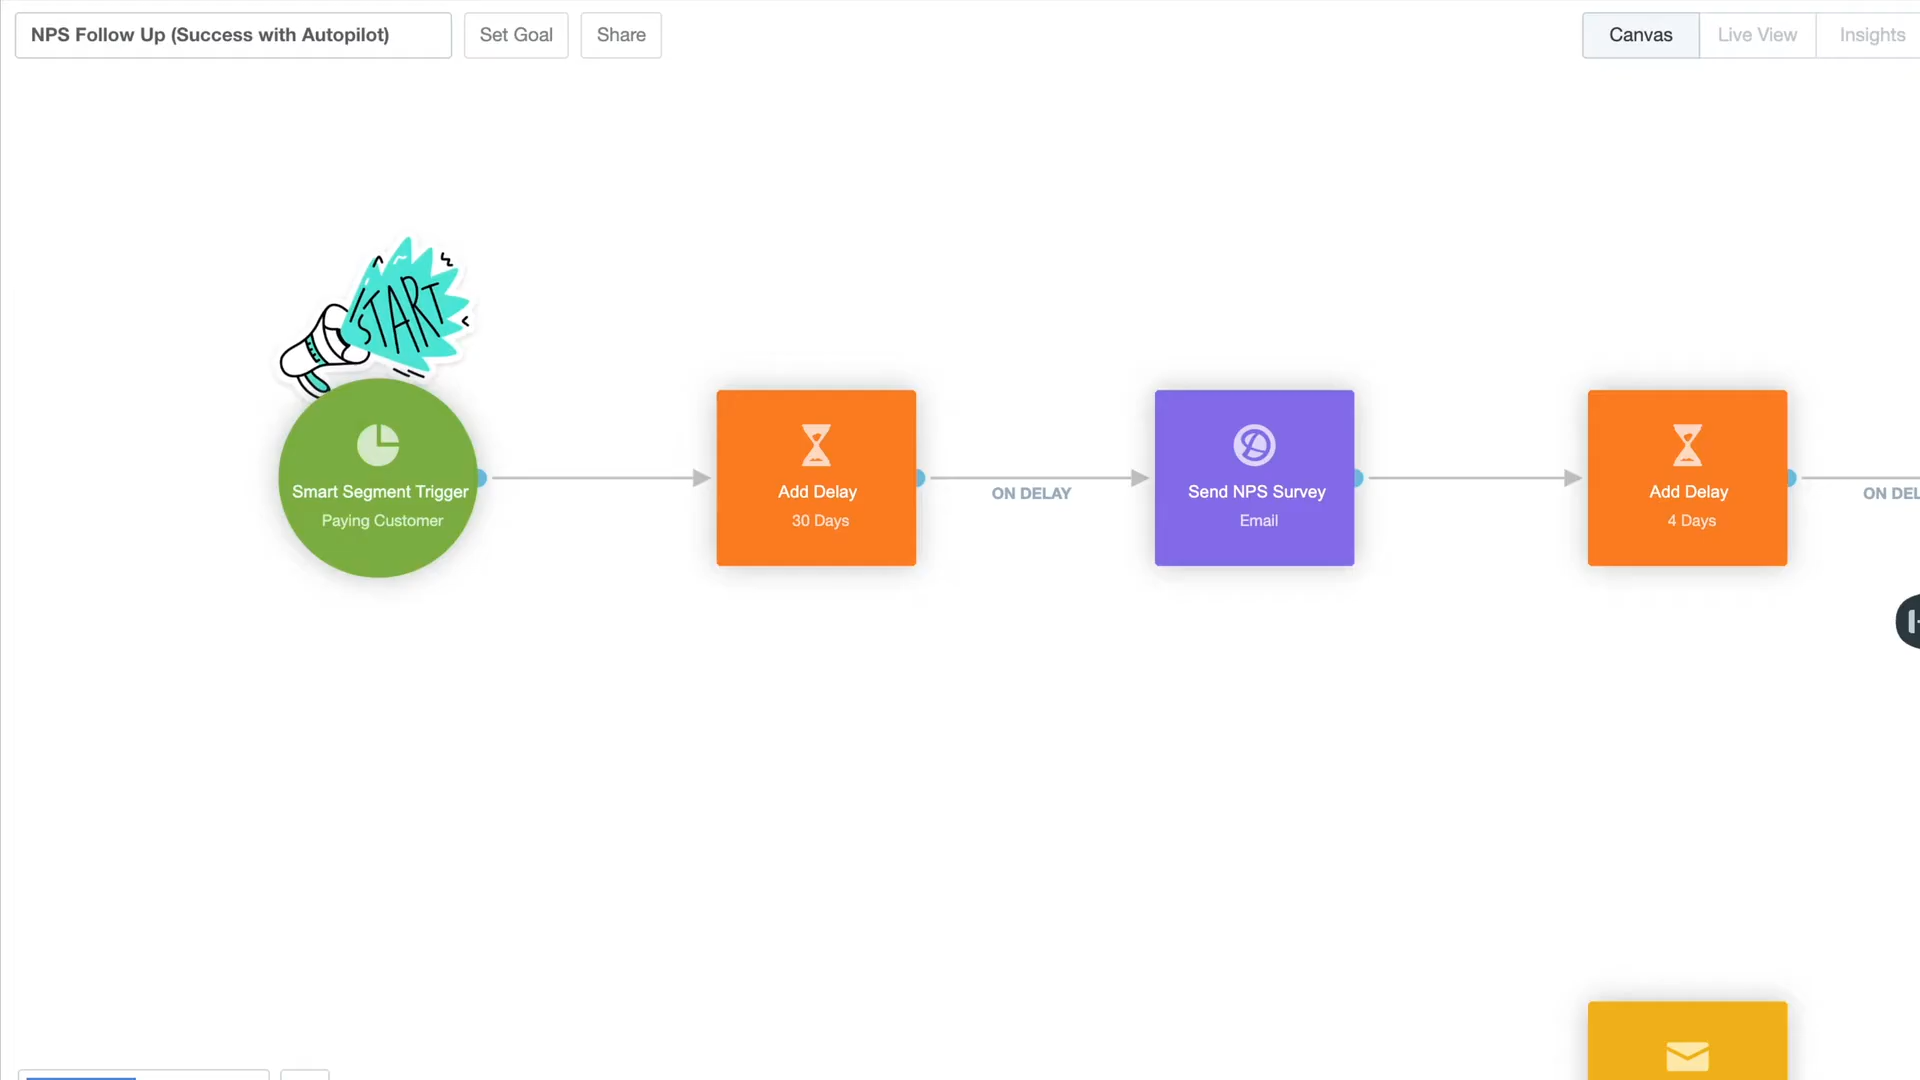 NPS Follow Up (Success with Autopilot)
Set Goal
Share
Canvas
Live View
Insights
START
Smart Segment Trigger
Paying Customer
Add Delay
30 Days
ON DELAY
Send NPS Survey
Email
Add Delay
4 Days
ON DEL